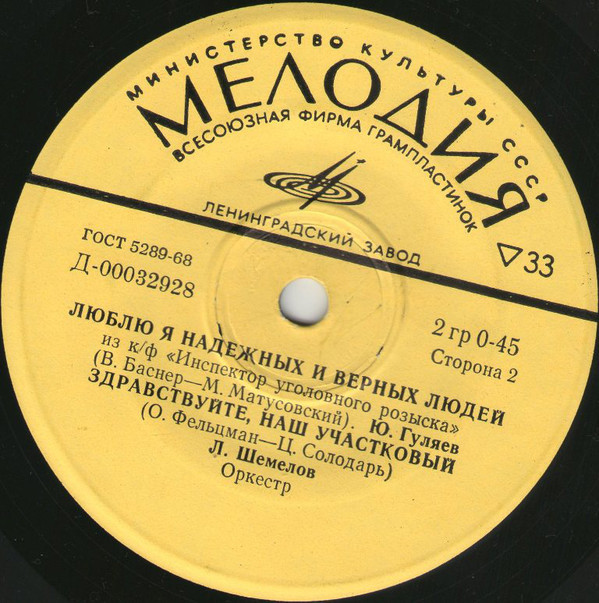 МИНИСТЕРСТВО КУЛЬТУРЫ СССР
МЕЛОДИЯ
ВСЕСОЮЗНАЯ ФИРМА ГРАМПЛАСТИНОК
ЛЕНИНГРАДСКИЙ ЗАВОД
▽33
ГОСТ 5289-68
Д-00032928
2 гр 0-45
Сторона 2
ЛЮБЛЮ Я НАДЕЖНЫХ И ВЕРНЫХ ЛЮДЕЙ
из к/ф «Инспектор уголовного розыска»
(В. Баснер—М. Матусовский). Ю. Гуляев
ЗДРАВСТВУЙТЕ, НАШ УЧАСТКОВЫЙ
(О. Фельцман—Ц. Солодарь)
Л. Шемелов
Оркестр